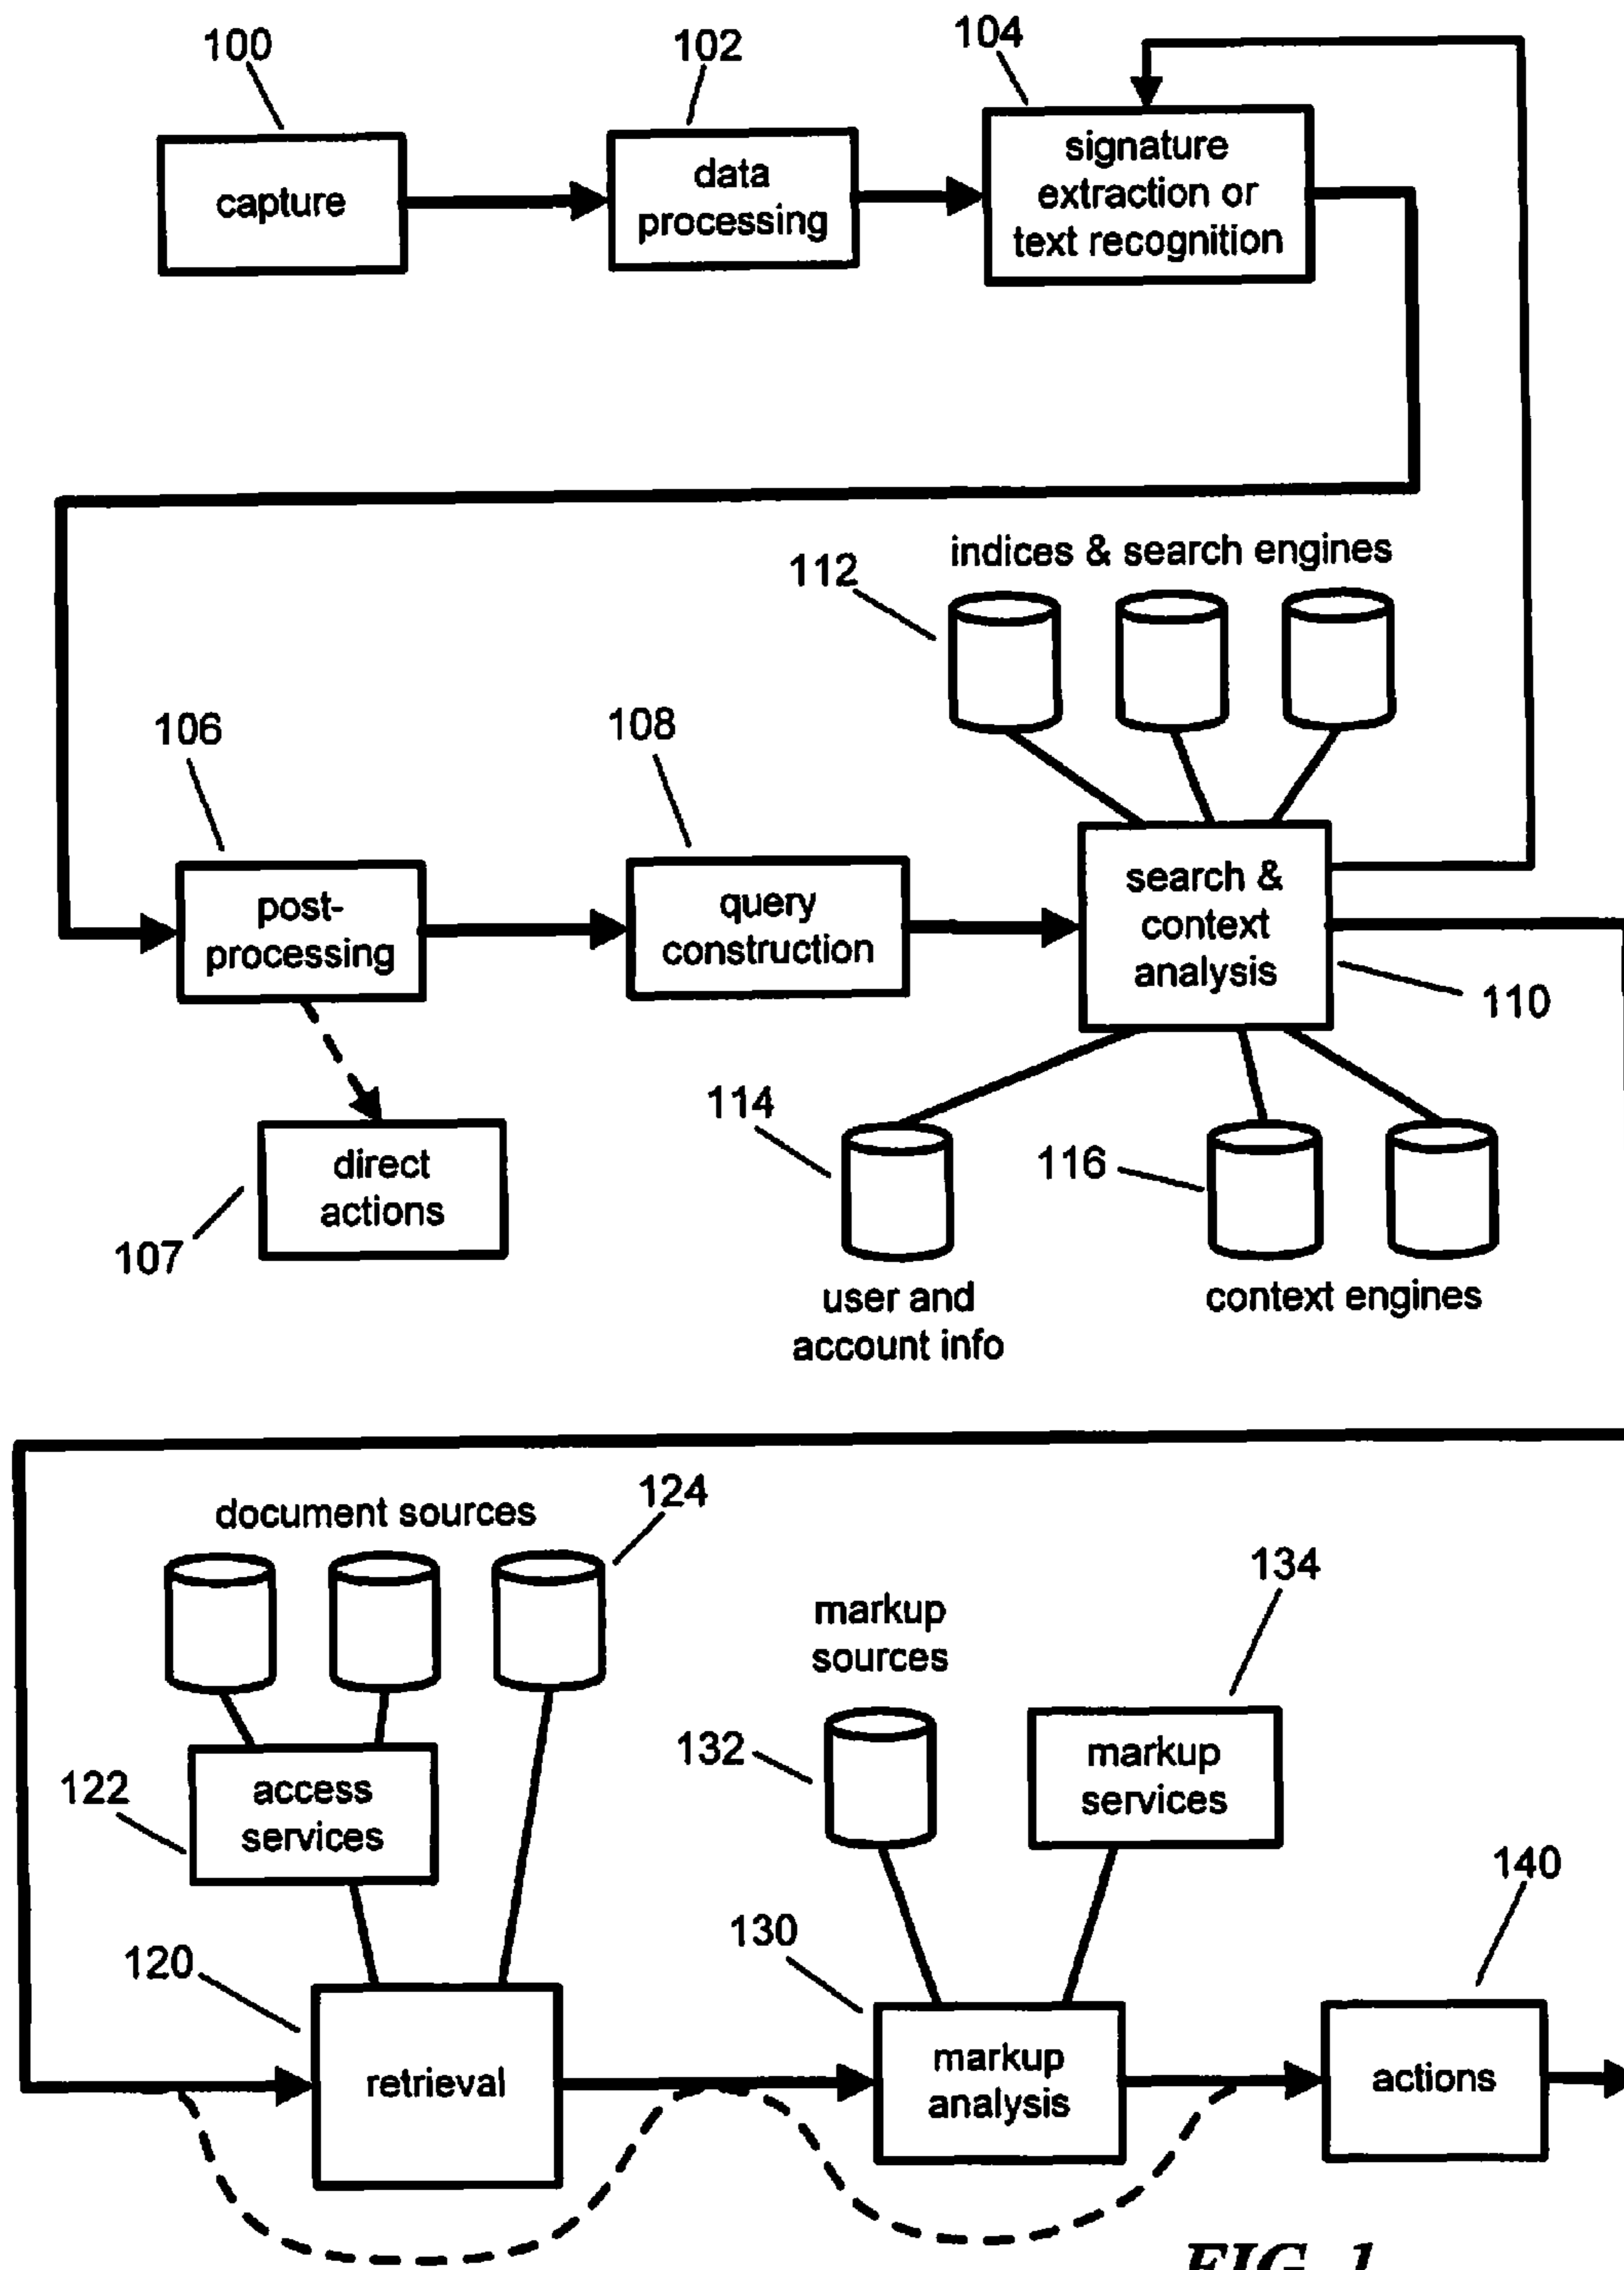 100
102
104
capture
data
processing
signature
extraction or
text recognition
indices & search engines
112
106
108
post-
processing
query
construction
search &
context
analysis
110
direct
actions
107
114
116
user and
account info
context engines
document sources
124
markup
sources
134
132
markup
services
122
access
services
140
130
120
retrieval
markup
analysis
actions
FIG. 1